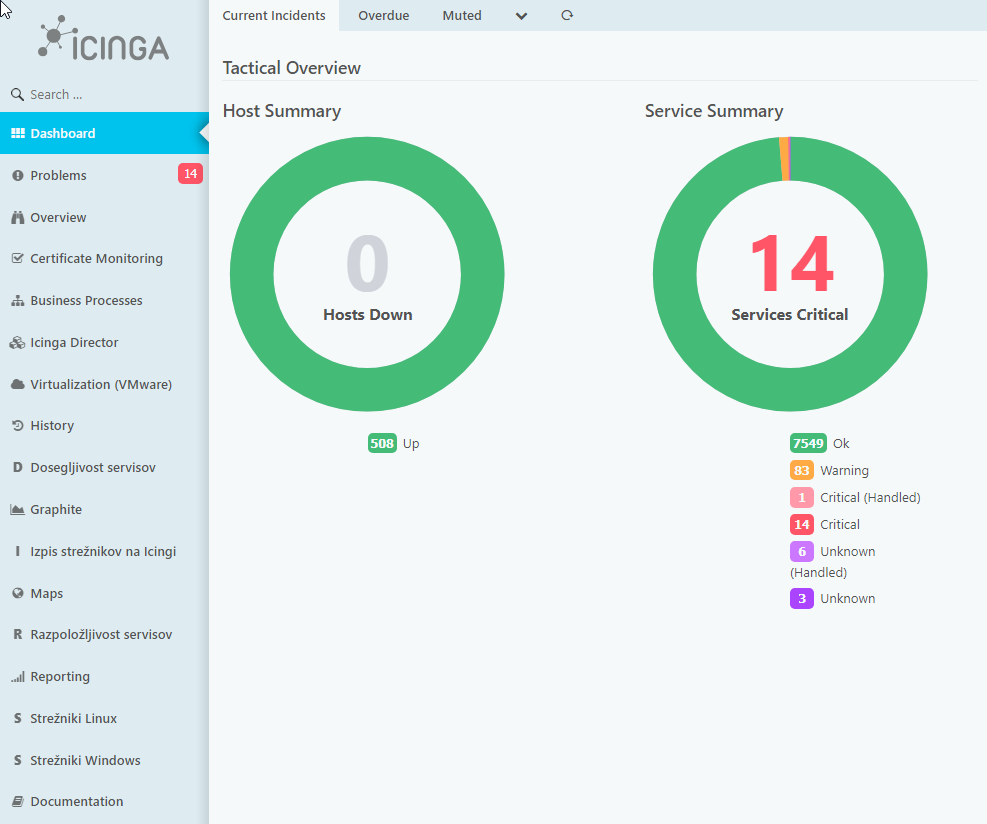 Current Incidents
Overdue
Muted
ICINGA
Search ...
Dashboard
Problems 14
Overview
Certificate Monitoring
Business Processes
Icinga Director
Virtualization (VMware)
History
D Dosegljivost servisov
Graphite
I Izpis strežnikov na Icingi
Maps
R Razpoložljivost servisov
Reporting
S Strežniki Linux
S Strežniki Windows
Documentation
Tactical Overview
Host Summary
0
Hosts Down
508 Up
Service Summary
14
Services Critical
7549 Ok
83 Warning
1 Critical (Handled)
14 Critical
6 Unknown
(Handled)
3 Unknown